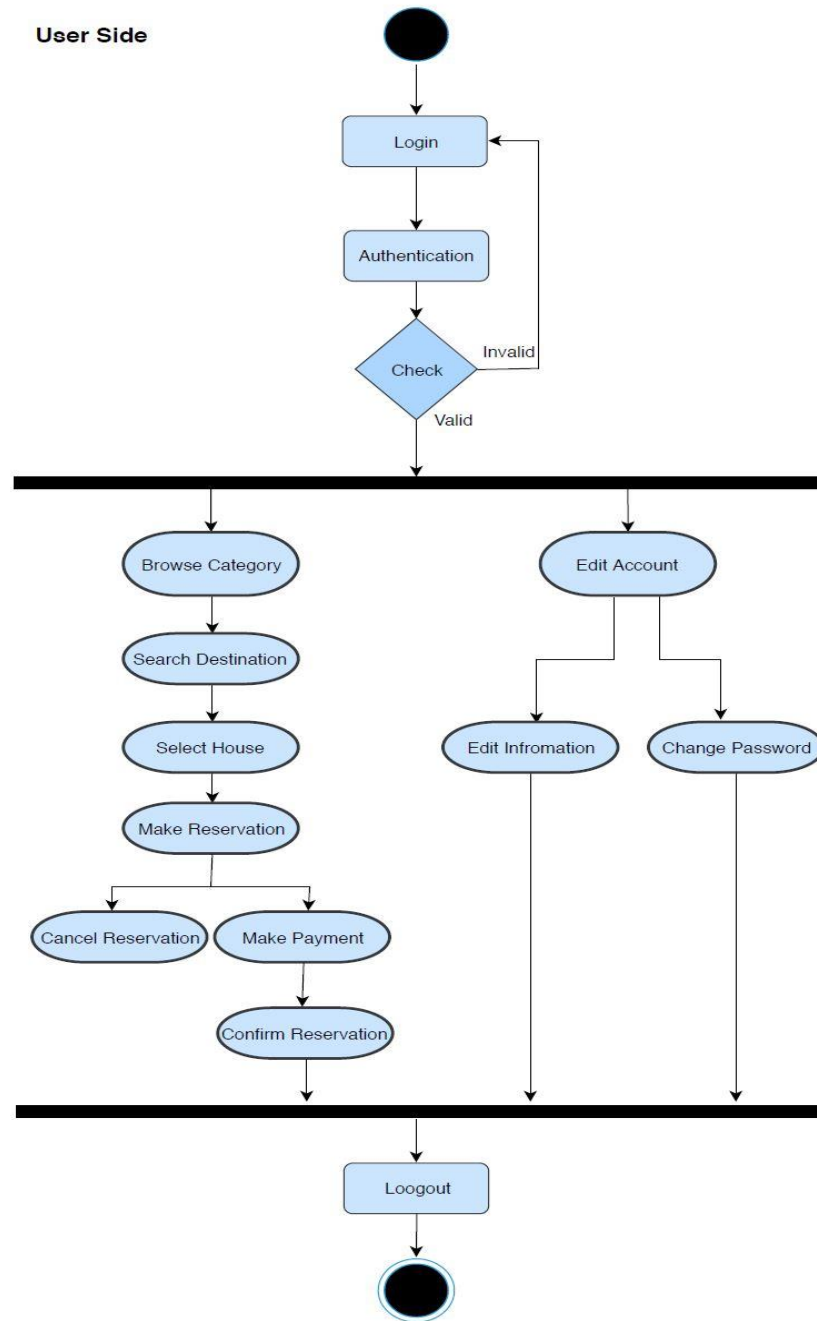 User Side
Login
Authentication
Check
Invalid
Valid
Browse Category
Edit Account
Search Destination
Select House
Edit Infromation
Change Password
Make Reservation
Cancel Reservation
Make Payment
Confirm Reservation
Loogout